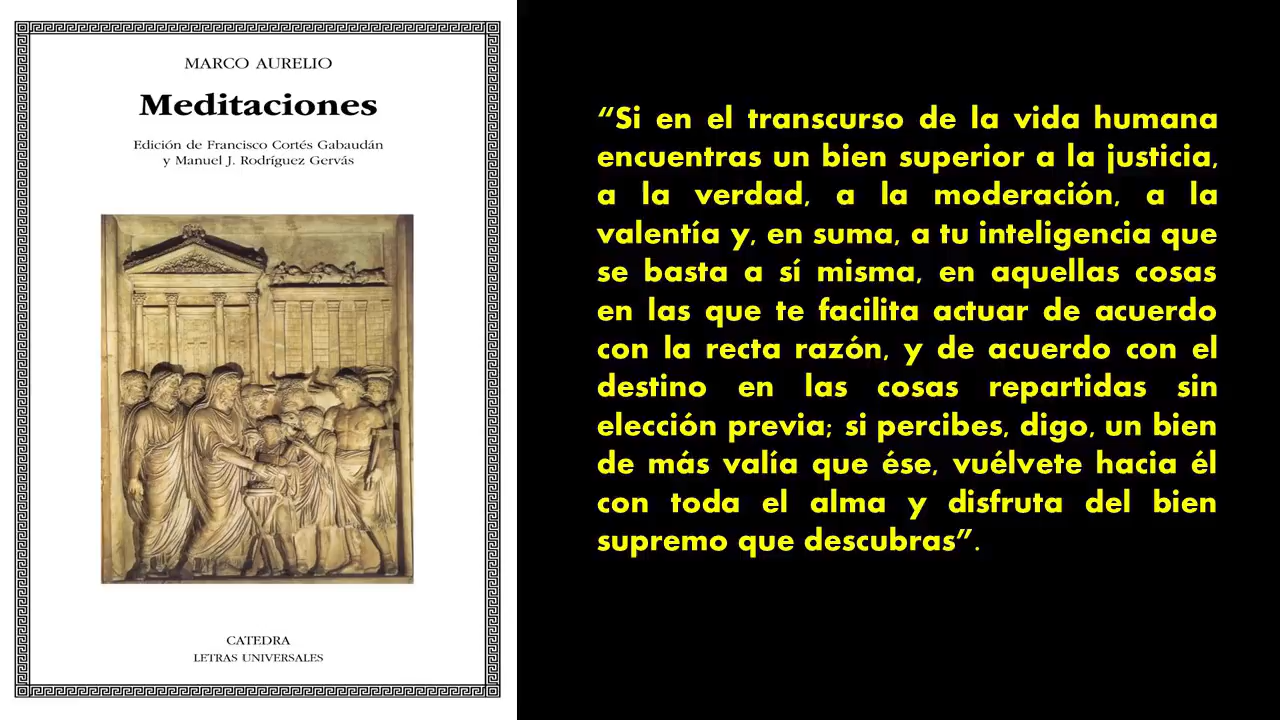 MARCO AURELIO
Meditaciones
Edición de Francisco Cortés Gabaudán
y Manuel J. Rodríguez Gervás
CATEDRA
LETRAS UNIVERSALES
“Si en el transcurso de la vida humana
encuentras un bien superior a la justicia,
a la verdad, a la moderación, a la
valentía y, en suma, a tu inteligencia que
se basta a sí misma, en aquellas cosas
en las que te facilita actuar de acuerdo
con la recta razón, y de acuerdo con el
destino en las cosas repartidas sin
elección previa; si percibes, digo, un bien
de más valía que ése, vuélvete hacia él
con toda el alma y disfruta del bien
supremo que descubras”.